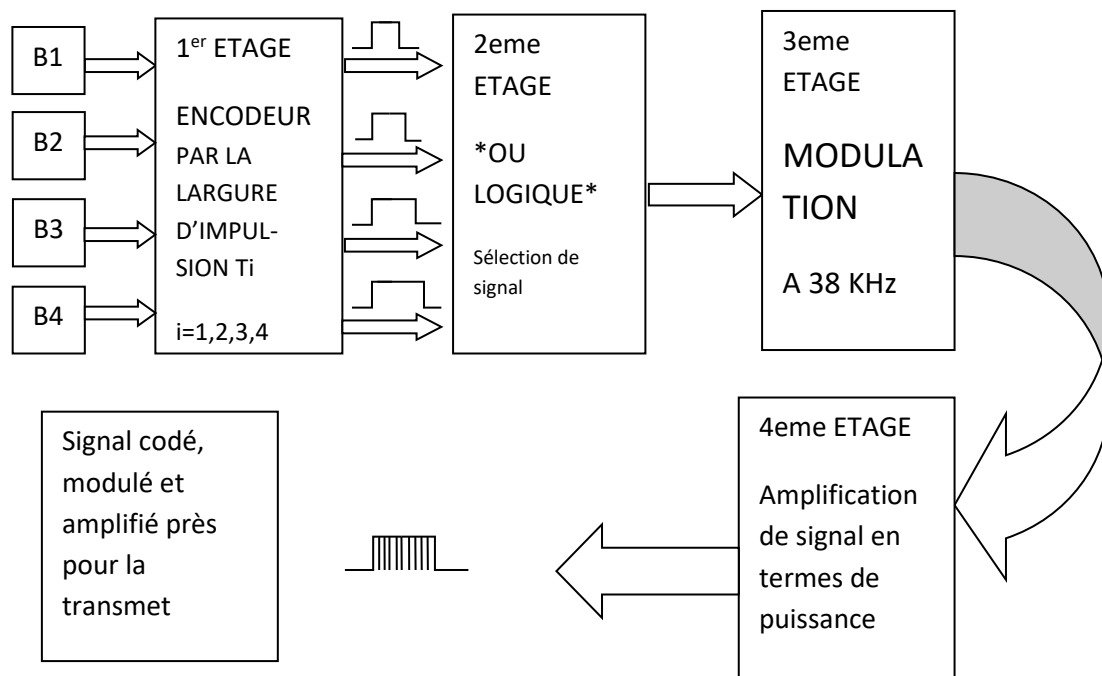 B1
B2
B3
B4
1er ETAGE
ENCODEUR
PAR LA
LARGURE
D'IMPUL-
SION Ti
i=1,2,3,4
2eme
ETAGE
*OU
LOGIQUE*
Sélection de
signal
3eme
ETAGE
MODULA
TION
A 38 KHz
4eme ETAGE
Amplification
de signal en
termes de
puissance
Signal codé,
modulé et
amplifié près
pour la
transmet